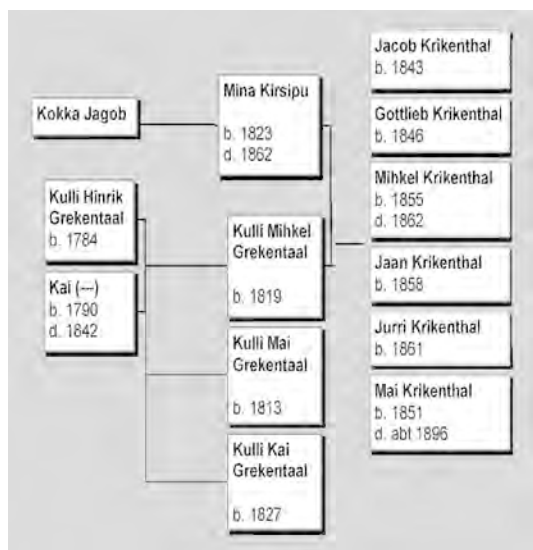 Kokka Jagob
Kulli Hinrik
Grekentaal
b. 1784
Kai (---)
b. 1790
d. 1842
Mina Kirsipu
b. 1823
d. 1862
Kulli Mihkel
Grekentaal
b. 1819
Kulli Mai
Grekentaal
b. 1813
Kulli Kai
Grekentaal
b. 1827
Jacob Krikenthal
b. 1843
Gottlieb Krikenthal
b. 1846
Mihkel Krikenthal
b. 1855
d. 1862
Jaan Krikenthal
b. 1858
Jurri Krikenthal
b. 1861
Mai Krikenthal
b. 1851
d. abt 1896